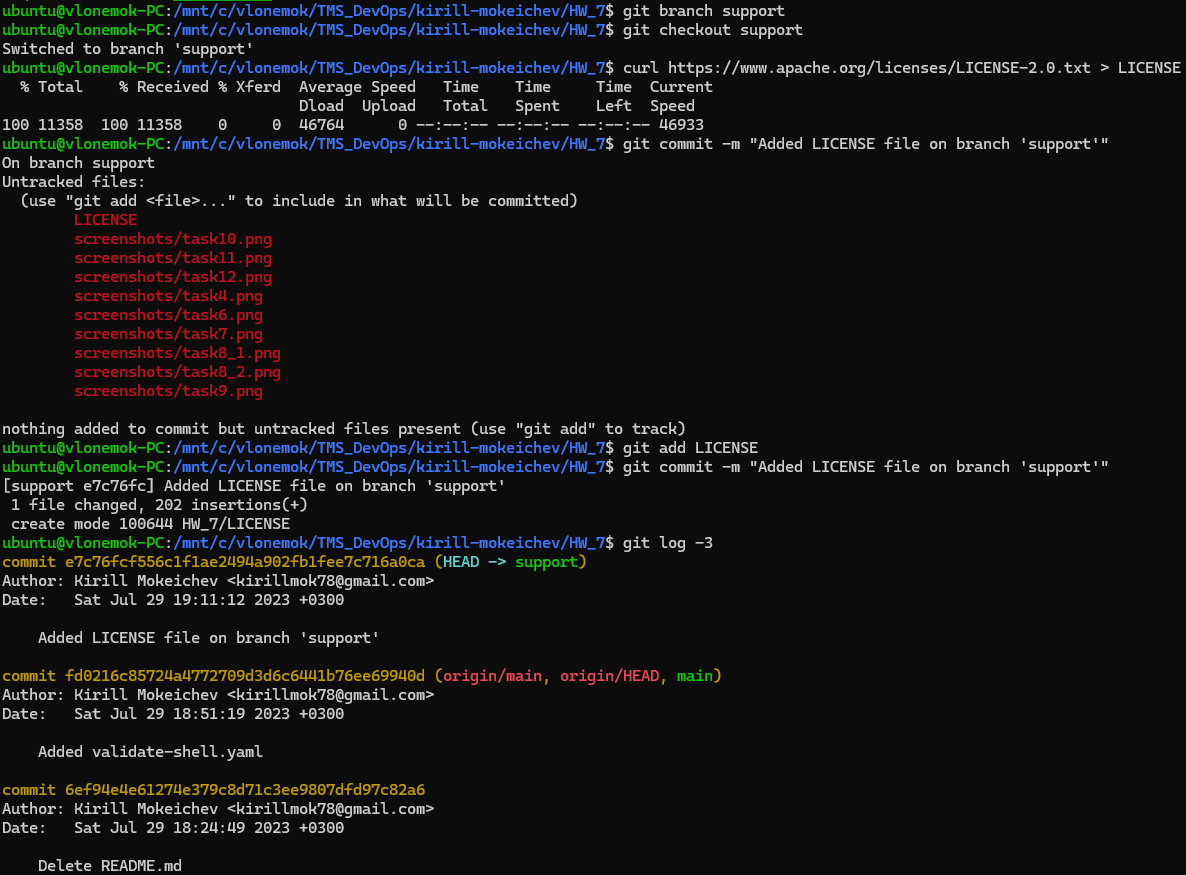 ubuntu@vlonemok-PC:/mnt/c/vlonemok/TMS_DevOps/kirill-mokeichev/HW_7$ git branch support
ubuntu@vlonemok-PC:/mnt/c/vlonemok/TMS_DevOps/kirill-mokeichev/HW_7$ git checkout support
Switched to branch 'support'
ubuntu@vlonemok-PC:/mnt/c/vlonemok/TMS_DevOps/kirill-mokeichev/HW_7$ curl https://www.apache.org/licenses/LICENSE-2.0.txt > LICENSE
  % Total    % Received % Xferd  Average Speed   Time    Time     Time  Current
                                 Dload  Upload   Total   Spent    Left  Speed
100 11358  100 11358    0     0  46764      0 --:--:-- --:--:-- --:--:-- 46933
ubuntu@vlonemok-PC:/mnt/c/vlonemok/TMS_DevOps/kirill-mokeichev/HW_7$ git commit -m "Added LICENSE file on branch 'support'"
On branch support
Untracked files:
  (use "git add <file>..." to include in what will be committed)
        LICENSE
        screenshots/task10.png
        screenshots/task11.png
        screenshots/task12.png
        screenshots/task4.png
        screenshots/task6.png
        screenshots/task7.png
        screenshots/task8_1.png
        screenshots/task8_2.png
        screenshots/task9.png
nothing added to commit but untracked files present (use "git add" to track)
ubuntu@vlonemok-PC:/mnt/c/vlonemok/TMS_DevOps/kirill-mokeichev/HW_7$ git add LICENSE
ubuntu@vlonemok-PC:/mnt/c/vlonemok/TMS_DevOps/kirill-mokeichev/HW_7$ git commit -m "Added LICENSE file on branch 'support'"
[support e7c76fc] Added LICENSE file on branch 'support'
 1 file changed, 202 insertions(+)
 create mode 100644 HW_7/LICENSE
ubuntu@vlonemok-PC:/mnt/c/vlonemok/TMS_DevOps/kirill-mokeichev/HW_7$ git log -3
commit e7c76fcf556c1f1ae2494a902fb1fee7c716a0ca (HEAD -> support)
Author: Kirill Mokeichev <kirillmok78@gmail.com>
Date:   Sat Jul 29 19:11:12 2023 +0300
    Added LICENSE file on branch 'support'
commit fd0216c85724a4772709d3d6c6441b76ee69940d (origin/main, origin/HEAD, main)
Author: Kirill Mokeichev <kirillmok78@gmail.com>
Date:   Sat Jul 29 18:51:19 2023 +0300
    Added validate-shell.yaml
commit 6ef94e4e61274e379c8d71c3ee9807dfd97c82a6
Author: Kirill Mokeichev <kirillmok78@gmail.com>
Date:   Sat Jul 29 18:24:49 2023 +0300
    Delete README.md